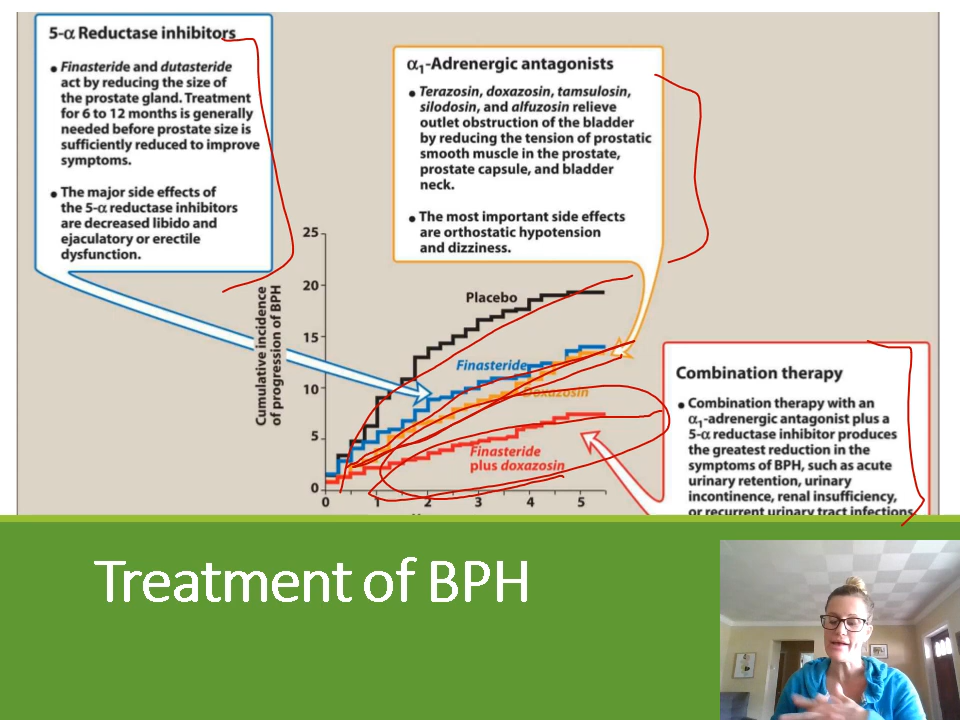 5-α Reductase inhibitors
• Finasteride and dutasteride
act by reducing the size of
the prostate gland. Treatment
for 6 to 12 months is generally
needed before prostate size is
sufficiently reduced to improve
symptoms.
• The major side effects of
the 5-α reductase inhibitors
are decreased libido and
ejaculatory or erectile
dysfunction.
α1-Adrenergic antagonists
• Terazosin, doxazosin, tamsulosin,
silodosin, and alfuzosin relieve
outlet obstruction of the bladder
by reducing the tension of prostatic
smooth muscle in the prostate,
prostate capsule, and bladder
neck.
• The most important side effects
are orthostatic hypotension
and dizziness.
Cumulative incidence
of progression of BPH
25
20
15
10
5
0
Placebo
Finasteride
Doxazosin
Finasteride
plus doxazosin
0 1 2 3 4 5
Combination therapy
• Combination therapy with an
α1-adrenergic antagonist plus a
5-α reductase inhibitor produces
the greatest reduction in the
symptoms of BPH, such as acute
urinary retention, urinary
incontinence, renal insufficiency,
or recurrent urinary tract infections
Treatment of BPH